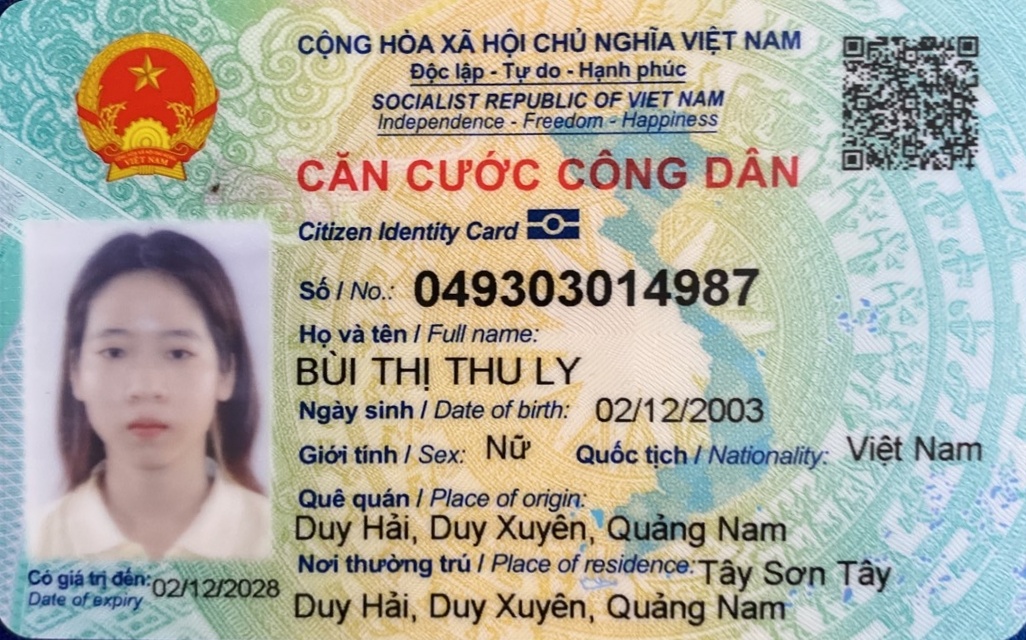 CỘNG HÒA XÃ HỘI CHỦ NGHĨA VIỆT NAM
Độc lập - Tự do - Hạnh phúc
SOCIALIST REPUBLIC OF VIET NAM
Independence - Freedom - Happiness
CĂN CƯỚC CÔNG DÂN
Citizen Identity Card
Số / No.: 049303014987
Họ và tên / Full name:
BÙI THỊ THU LY
Ngày sinh / Date of birth: 02/12/2003
Giới tính / Sex: Nữ Quốc tịch / Nationality: Việt Nam
Quê quán / Place of origin:
Duy Hải, Duy Xuyên, Quảng Nam
Nơi thường trú / Place of residence: Tây Sơn Tây
Duy Hải, Duy Xuyên, Quảng Nam
Có giá trị đến: 02/12/2028
Date of expiry
VIỆT NAM